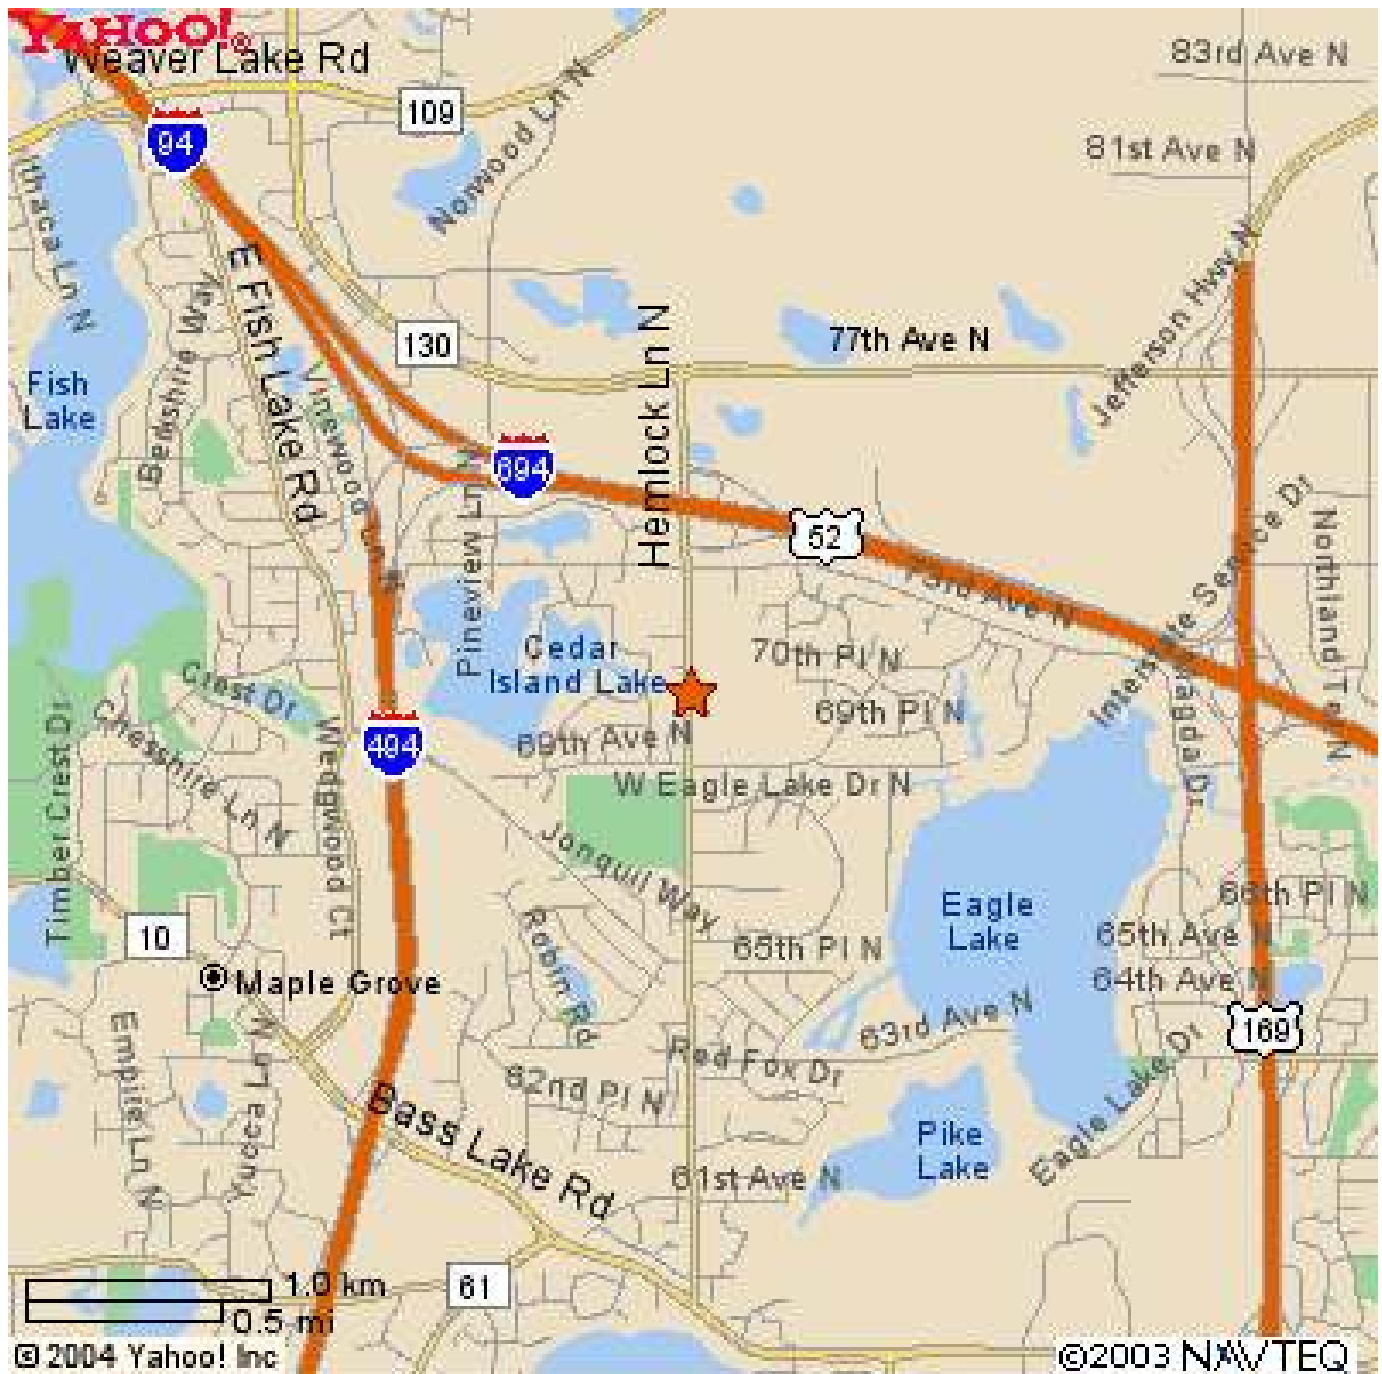 YAHOO!®
Weaver Lake Rd
83rd Ave N
109
94
81st Ave N
Norwood Ln N
Ithaca Ln N
E Fish Lake Rd
Jefferson Hwy N
Berkshire Way
Hemlock Ln N
130
77th Ave N
Fish
Lake
Vinewood Ln N
694
52
Pineview Ln N
Interstate Service Dr
Northland Ter N
73rd Ave N
Cedar
Island Lake
70th Pl N
Crest Dr
69th Pl N
Chesshire Ln N
Timber Crest Dr
Wedgwood Ct
494
69th Ave N
W Eagle Lake Dr N
Jonquil Way
66th Pl N
Eagle
Lake
10
Robin Rd
65th Pl N
65th Ave N
64th Ave N
Maple Grove
63rd Ave N
169
Empire Ln N
Yucca Ln N
Red Fox Dr
Eagle Lake Dr
62nd Pl N
Bass Lake Rd
Pike
Lake
61st Ave N
61
1.0 km
0.5 mi
© 2004 Yahoo! Inc
©2003 NAVTEQ